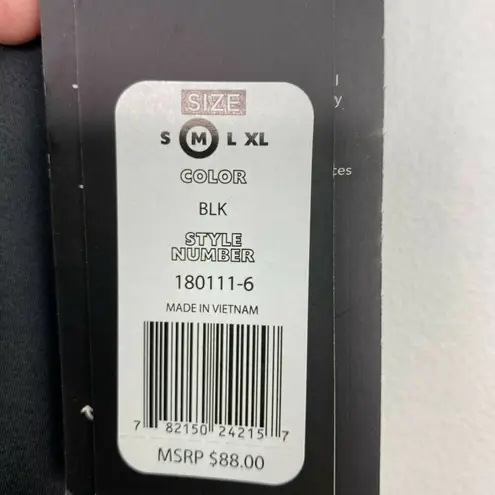 SIZE
S M L XL
COLOR
BLK
STYLE
NUMBER
180111-6
MADE IN VIETNAM
7 82150 24215 7
MSRP $88.00